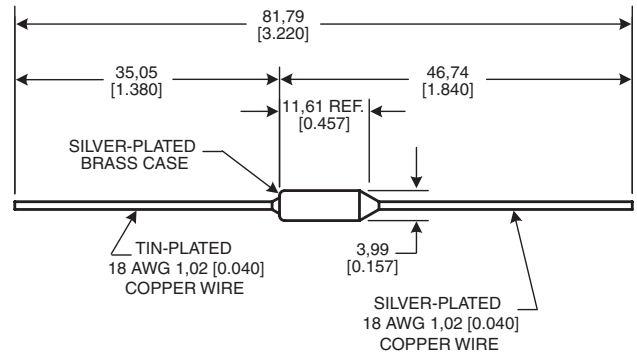 81,79
[3.220]
35,05
[1.380]
46,74
[1.840]
11,61 REF.
[0.457]
SILVER-PLATED
BRASS CASE
TIN-PLATED
18 AWG 1,02 [0.040]
COPPER WIRE
3,99
[0.157]
SILVER-PLATED
18 AWG 1,02 [0.040]
COPPER WIRE